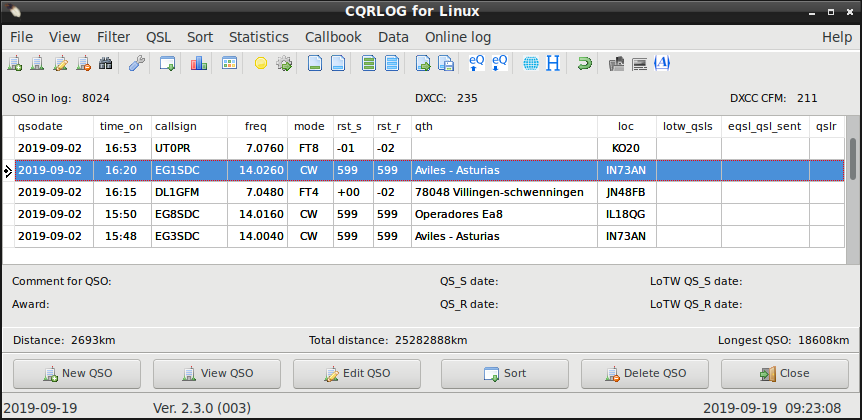 CQRLOG for Linux
File View Filter QSL Sort Statistics Callbook Data Online log Help
eQ eQ H (A)
QSO in log: 8024 DXCC: 235 DXCC CFM: 211
qsodate time_on callsign freq mode rst_s rst_r qth loc lotw_qsls eqsl_qsl_sent qslr
2019-09-02 16:53 UT0PR 7.0760 FT8 -01 -02 KO20
2019-09-02 16:20 EG1SDC 14.0260 CW 599 599 Aviles - Asturias IN73AN
2019-09-02 16:15 DL1GFM 7.0480 FT4 +00 -02 78048 Villingen-schwenningen JN48FB
2019-09-02 15:50 EG8SDC 14.0160 CW 599 599 Operadores Ea8 IL18QG
2019-09-02 15:48 EG3SDC 14.0040 CW 599 599 Aviles - Asturias IN73AN
Comment for QSO: QS_S date: LoTW QS_S date:
Award: QS_R date: LoTW QS_R date:
Distance: 2693km Total distance: 25282888km Longest QSO: 18608km
New QSO View QSO Edit QSO Sort Delete QSO Close
2019-09-19 Ver. 2.3.0 (003) 2019-09-19 09:23:08